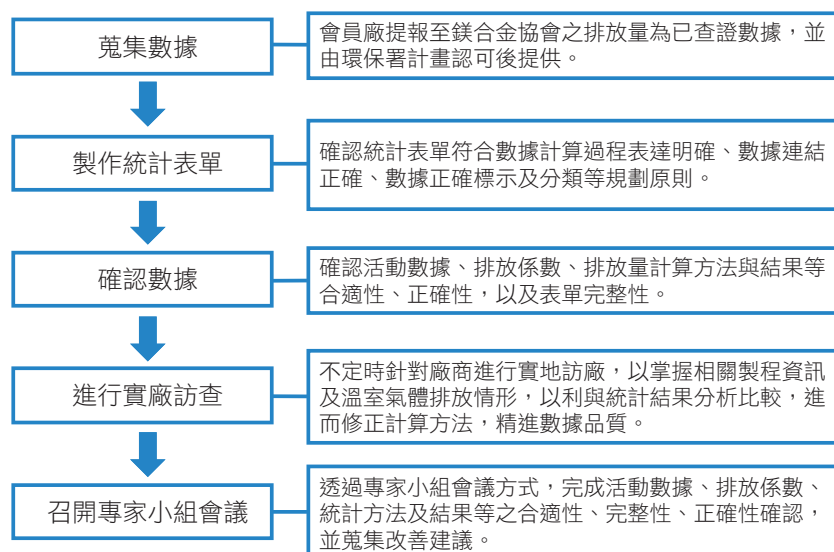 蒐集數據
會員廠提報至鎂合金協會之排放量為已查證數據，並
由環保署計畫認可後提供。
製作統計表單
確認統計表單符合數據計算過程表達明確、數據連結
正確、數據正確標示及分類等規劃原則。
確認數據
確認活動數據、排放係數、排放量計算方法與結果等
合適性、正確性，以及表單完整性。
進行實廠訪查
不定時針對廠商進行實地訪廠，以掌握相關製程資訊
及溫室氣體排放情形，以利與統計結果分析比較，進
而修正計算方法，精進數據品質。
召開專家小組會議
透過專家小組會議方式，完成活動數據、排放係數、
統計方法及結果等之合適性、完整性、正確性確認，
並蒐集改善建議。